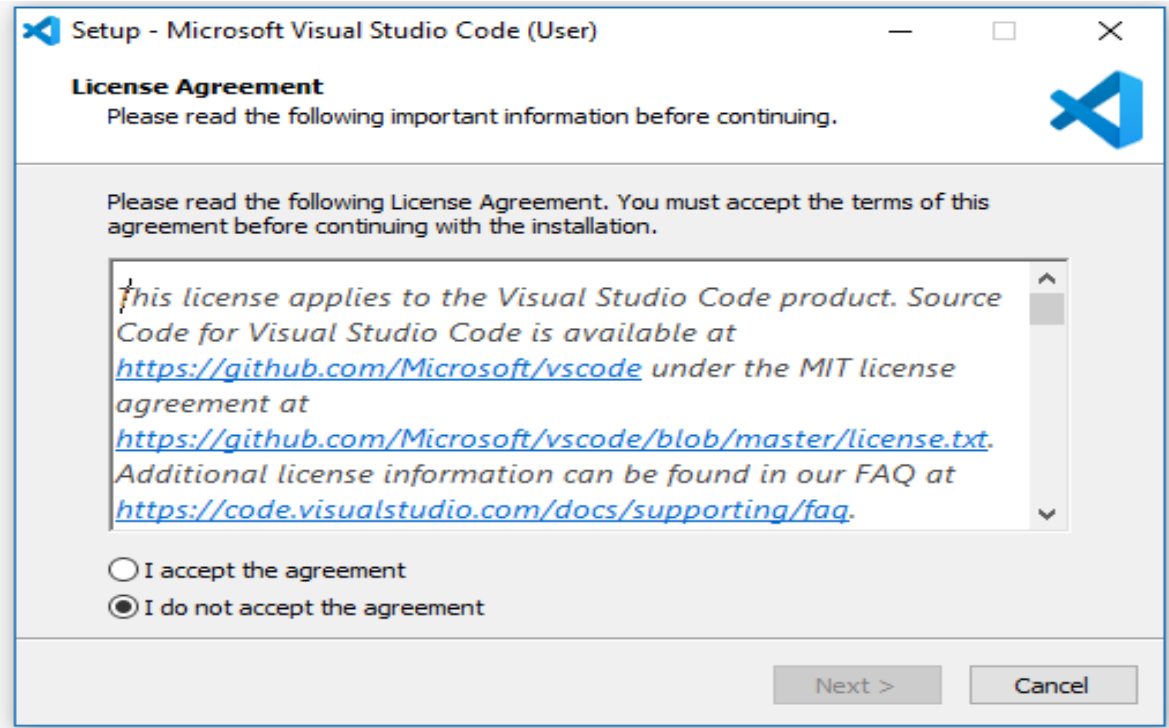 Setup - Microsoft Visual Studio Code (User)
License Agreement
Please read the following important information before continuing.
Please read the following License Agreement. You must accept the terms of this
agreement before continuing with the installation.
This license applies to the Visual Studio Code product. Source
Code for Visual Studio Code is available at
https://github.com/Microsoft/vscode under the MIT license
agreement at
https://github.com/Microsoft/vscode/blob/master/license.txt.
Additional license information can be found in our FAQ at
https://code.visualstudio.com/docs/supporting/faq.
I accept the agreement
I do not accept the agreement
Next >
Cancel